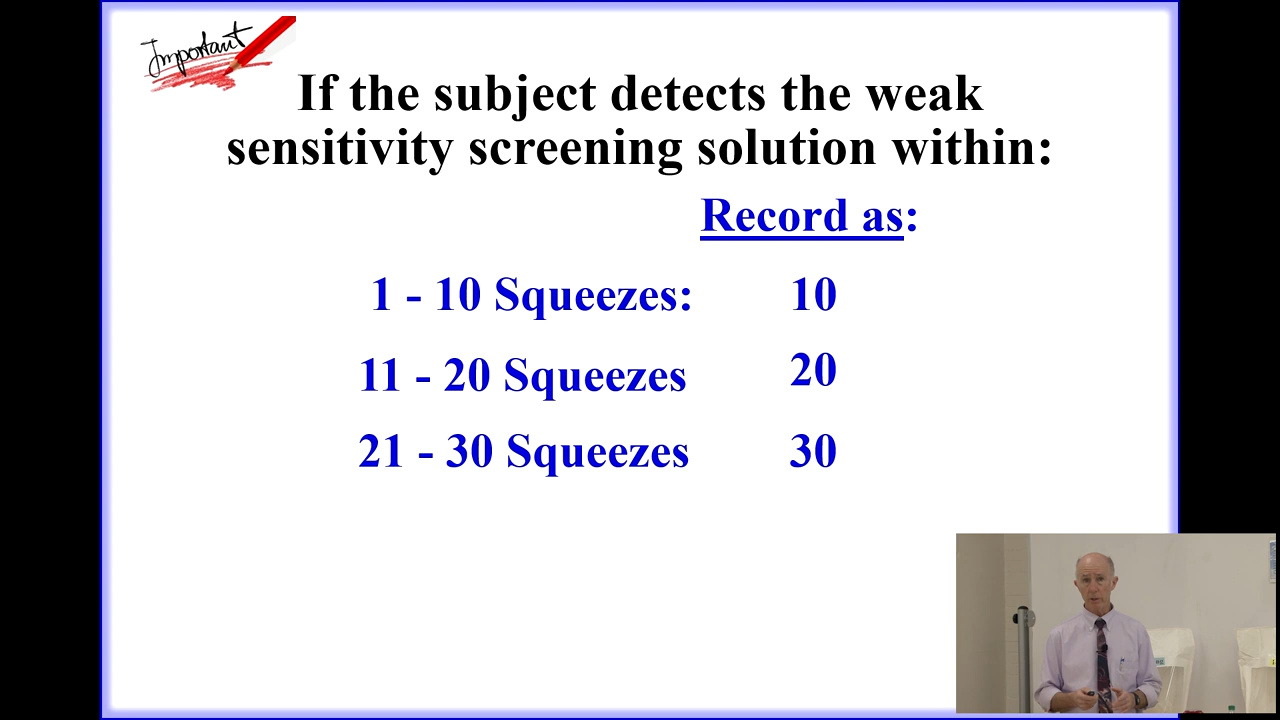 Important
If the subject detects the weak
sensitivity screening solution within:
Record as:
1 - 10 Squeezes: 10
11 - 20 Squeezes 20
21 - 30 Squeezes 30